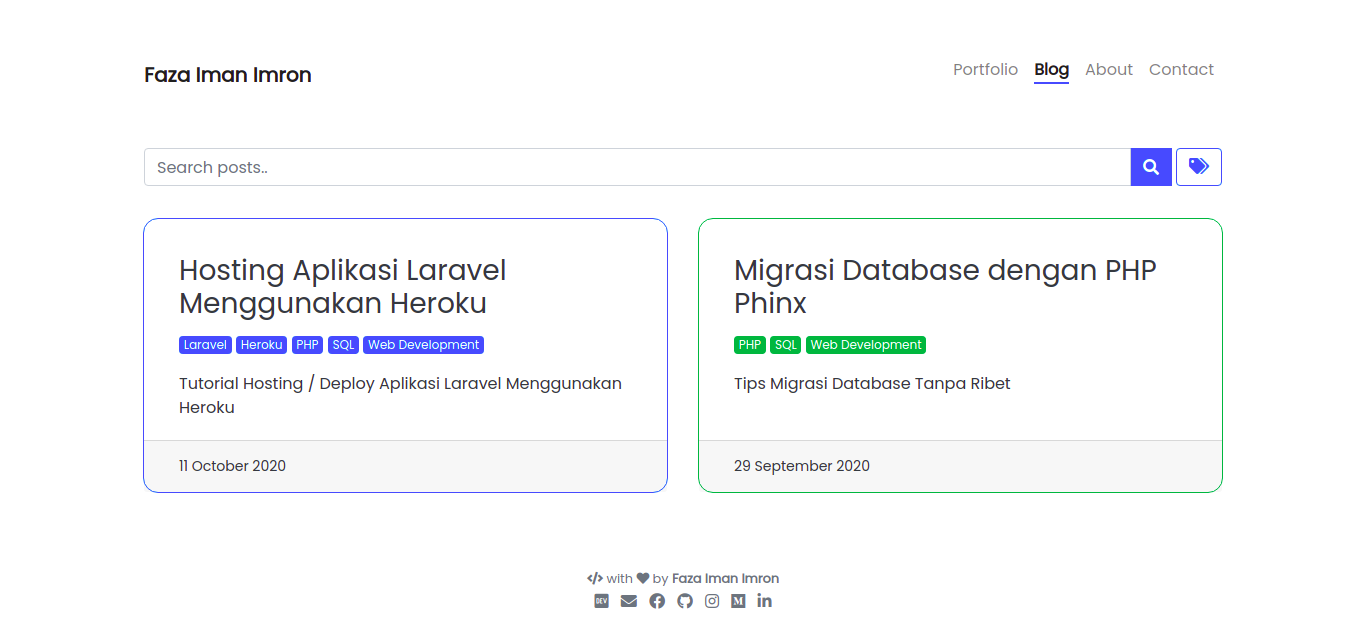 Faza Iman Imron
Portfolio Blog About Contact
Search posts..
Hosting Aplikasi Laravel
Menggunakan Heroku
Laravel Heroku PHP SQL Web Development
Tutorial Hosting / Deploy Aplikasi Laravel Menggunakan
Heroku
11 October 2020
Migrasi Database dengan PHP
Phinx
PHP SQL Web Development
Tips Migrasi Database Tanpa Ribet
29 September 2020
</> with ♥ by Faza Iman Imron
DEV